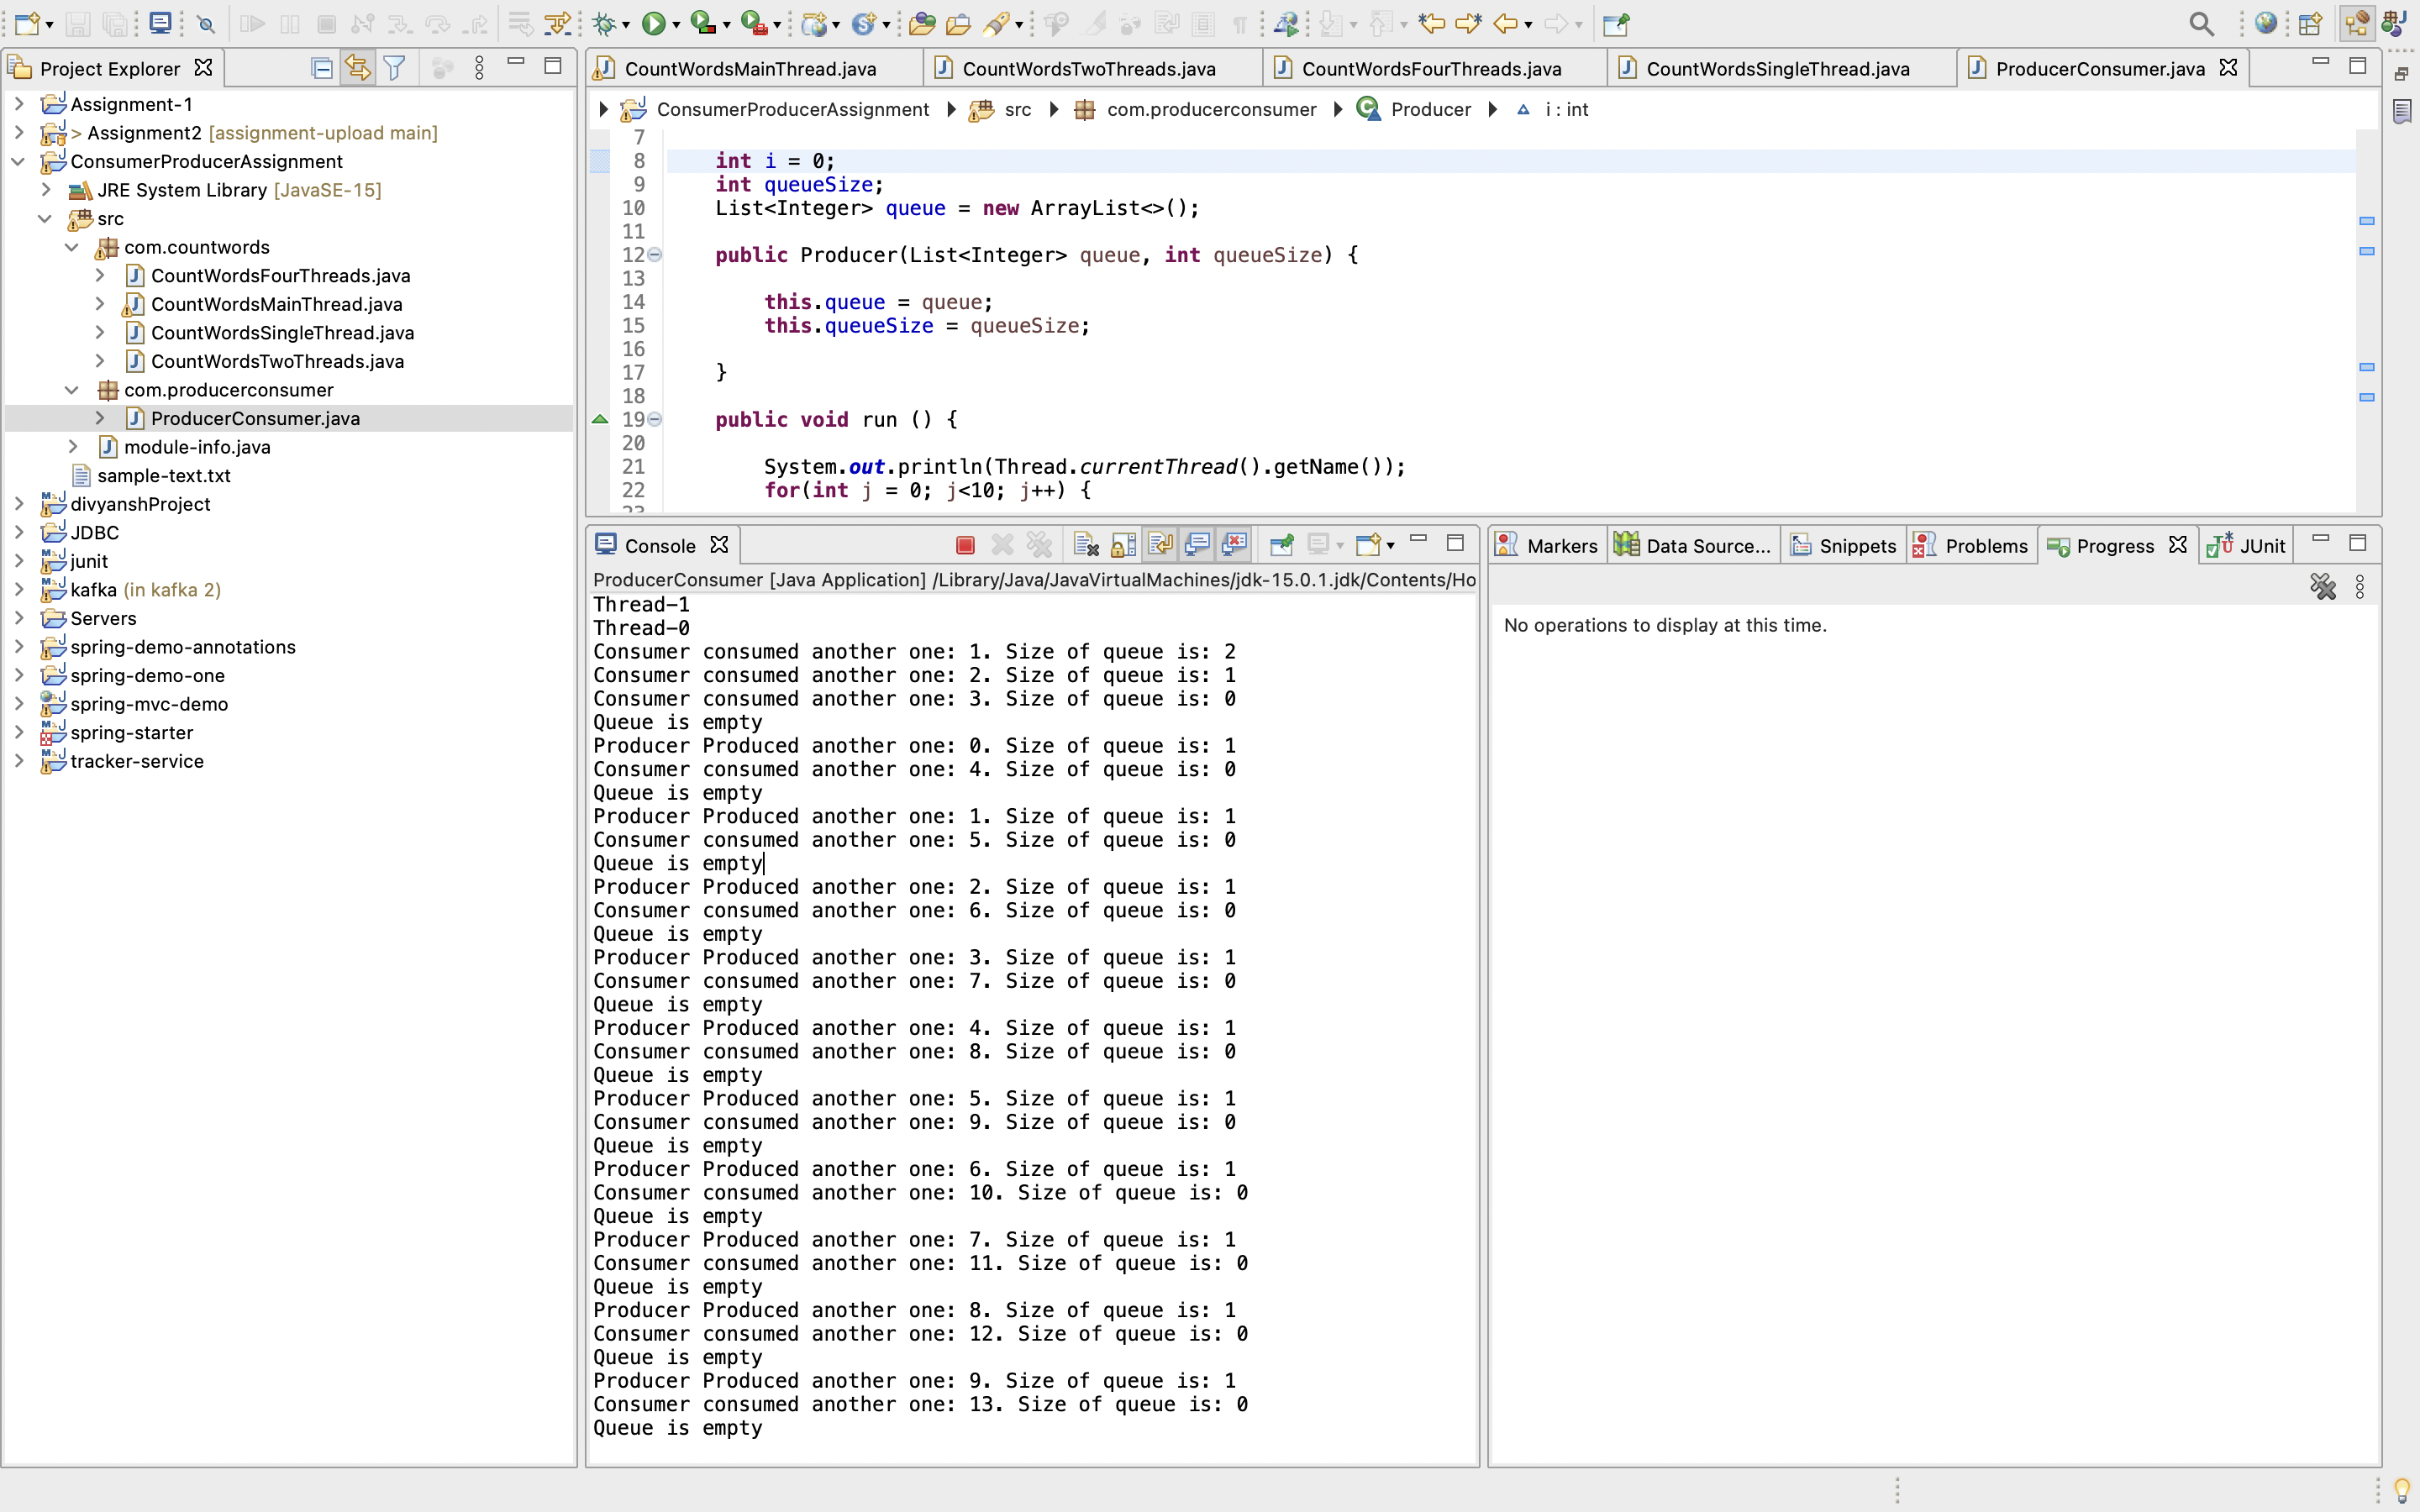 Project Explorer
Assignment-1
> Assignment2 [assignment-upload main]
ConsumerProducerAssignment
JRE System Library [JavaSE-15]
src
com.countwords
CountWordsFourThreads.java
CountWordsMainThread.java
CountWordsSingleThread.java
CountWordsTwoThreads.java
com.producerconsumer
ProducerConsumer.java
module-info.java
sample-text.txt
divyanshProject
JDBC
junit
kafka (in kafka 2)
Servers
spring-demo-annotations
spring-demo-one
spring-mvc-demo
spring-starter
tracker-service
CountWordsMainThread.java CountWordsTwoThreads.java CountWordsFourThreads.java CountWordsSingleThread.java ProducerConsumer.java
ConsumerProducerAssignment src com.producerconsumer Producer i : int
7
8 int i = 0;
9 int queueSize;
10 List<Integer> queue = new ArrayList<>();
11
12 public Producer(List<Integer> queue, int queueSize) {
13
14 this.queue = queue;
15 this.queueSize = queueSize;
16
17 }
18
19 public void run () {
20
21 System.out.println(Thread.currentThread().getName());
22 for(int j = 0; j<10; j++) {
Console
ProducerConsumer [Java Application] /Library/Java/JavaVirtualMachines/jdk-15.0.1.jdk/Contents/Ho
Thread-1
Thread-0
Consumer consumed another one: 1. Size of queue is: 2
Consumer consumed another one: 2. Size of queue is: 1
Consumer consumed another one: 3. Size of queue is: 0
Queue is empty
Producer Produced another one: 0. Size of queue is: 1
Consumer consumed another one: 4. Size of queue is: 0
Queue is empty
Producer Produced another one: 1. Size of queue is: 1
Consumer consumed another one: 5. Size of queue is: 0
Queue is empty
Producer Produced another one: 2. Size of queue is: 1
Consumer consumed another one: 6. Size of queue is: 0
Queue is empty
Producer Produced another one: 3. Size of queue is: 1
Consumer consumed another one: 7. Size of queue is: 0
Queue is empty
Producer Produced another one: 4. Size of queue is: 1
Consumer consumed another one: 8. Size of queue is: 0
Queue is empty
Producer Produced another one: 5. Size of queue is: 1
Consumer consumed another one: 9. Size of queue is: 0
Queue is empty
Producer Produced another one: 6. Size of queue is: 1
Consumer consumed another one: 10. Size of queue is: 0
Queue is empty
Producer Produced another one: 7. Size of queue is: 1
Consumer consumed another one: 11. Size of queue is: 0
Queue is empty
Producer Produced another one: 8. Size of queue is: 1
Consumer consumed another one: 12. Size of queue is: 0
Queue is empty
Producer Produced another one: 9. Size of queue is: 1
Consumer consumed another one: 13. Size of queue is: 0
Queue is empty
Markers Data Source... Snippets Problems Progress JUnit
No operations to display at this time.